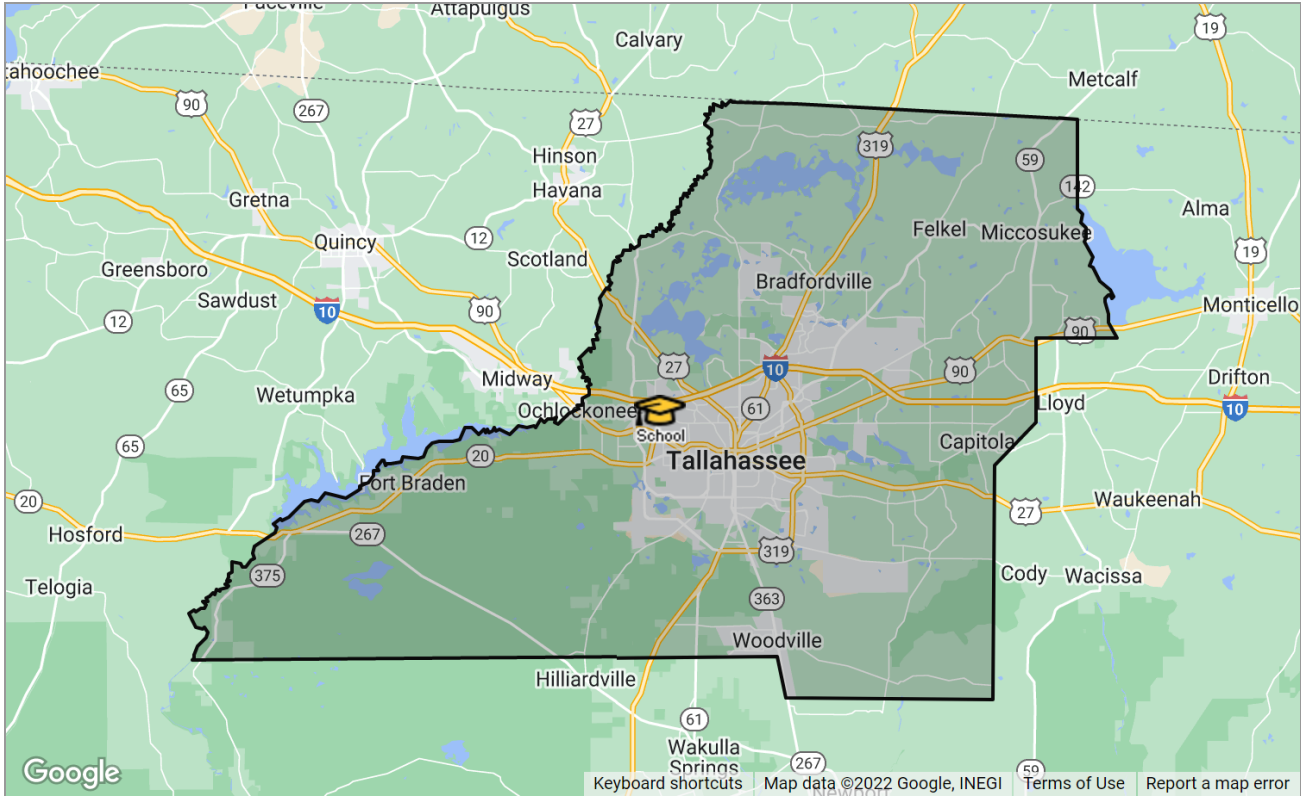 Faceville
Attapulgus
Calvary
19
19
tahoochee
Metcalf
90
267
27
319
59
Hinson
Havana
142
Gretna
Alma
Felkel
Miccosukee
12
Quincy
19
Scotland
Greensboro
Bradfordville
Sawdust
10
90
Monticello
12
90
27
10
90
Midway
Drifton
65
Wetumpka
Ochlockonee
61
Lloyd
10
School
65
Capitola
20
Tallahassee
Fort Braden
20
27
Waukeenah
Hosford
267
319
375
Cody
Wacissa
Telogia
363
Woodville
Hilliardville
61
Wakulla
Springs
267
59
Newport
Google
Keyboard shortcuts
Map data ©2022 Google, INEGI
Terms of Use
Report a map error